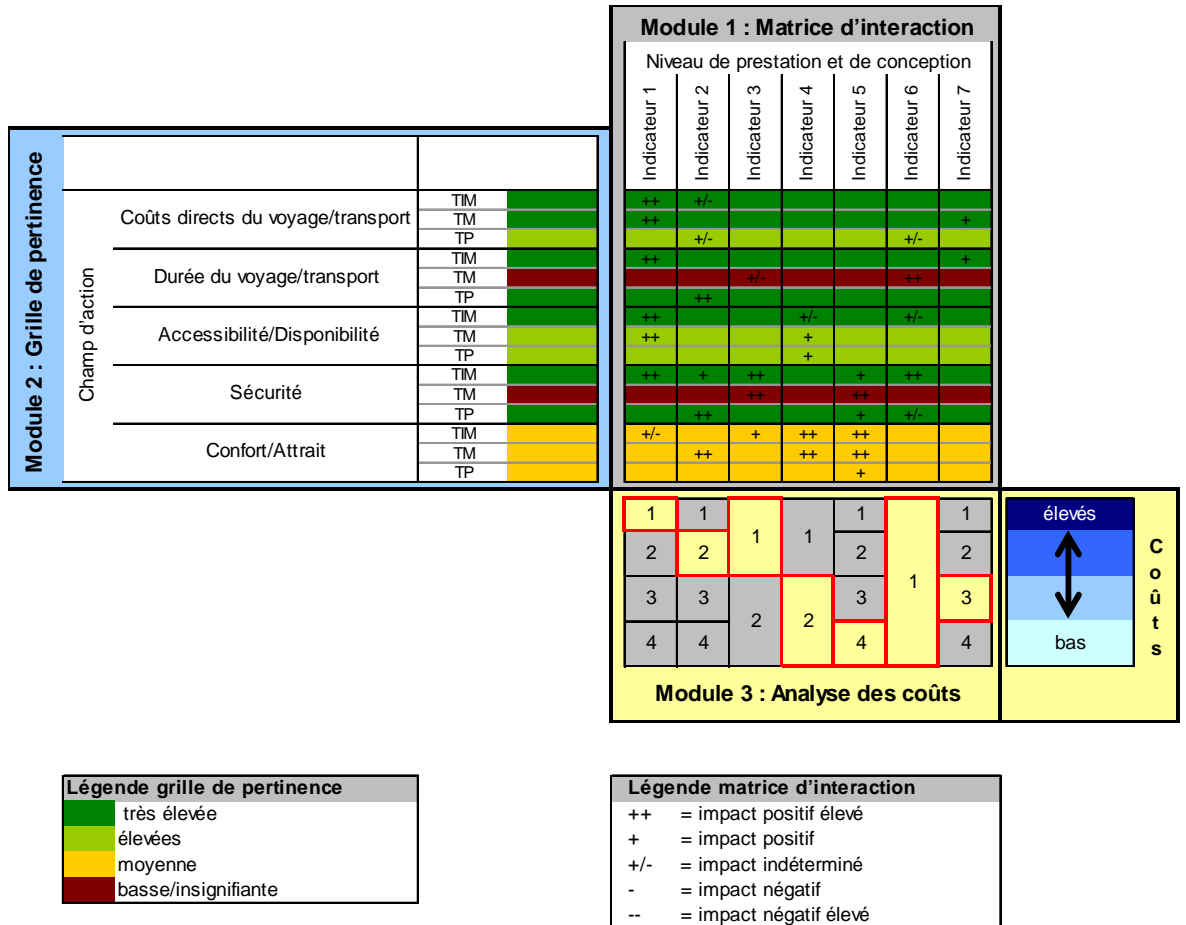 Module 1 : Matrice d'interaction
Niveau de prestation et de conception
Indicateur 1
Indicateur 2
Indicateur 3
Indicateur 4
Indicateur 5
Indicateur 6
Indicateur 7
Module 2 : Grille de pertinence
Champ d'action
Coûts directs du voyage/transport
TIM ++ +/-
TM ++ +
TP +/- +/-
Durée du voyage/transport
TIM ++ +
TM +/- ++
TP ++
Accessibilité/Disponibilité
TIM ++ +/- +/-
TM ++ +
TP +
Sécurité
TIM ++ + ++ + ++
TM ++ ++
TP ++ + +/-
Confort/Attrait
TIM +/- + ++ ++
TM ++ ++ ++
TP +
1 1 1 1 1 1 1
2 2 2 2
3 3 2 2 3 3
4 4 4 4
élevés
bas
Coûts
Module 3 : Analyse des coûts
Légende grille de pertinence
très élevée
élevées
moyenne
basse/insignifiante
Légende matrice d'interaction
++ = impact positif élevé
+ = impact positif
+/- = impact indéterminé
- = impact négatif
-- = impact négatif élevé